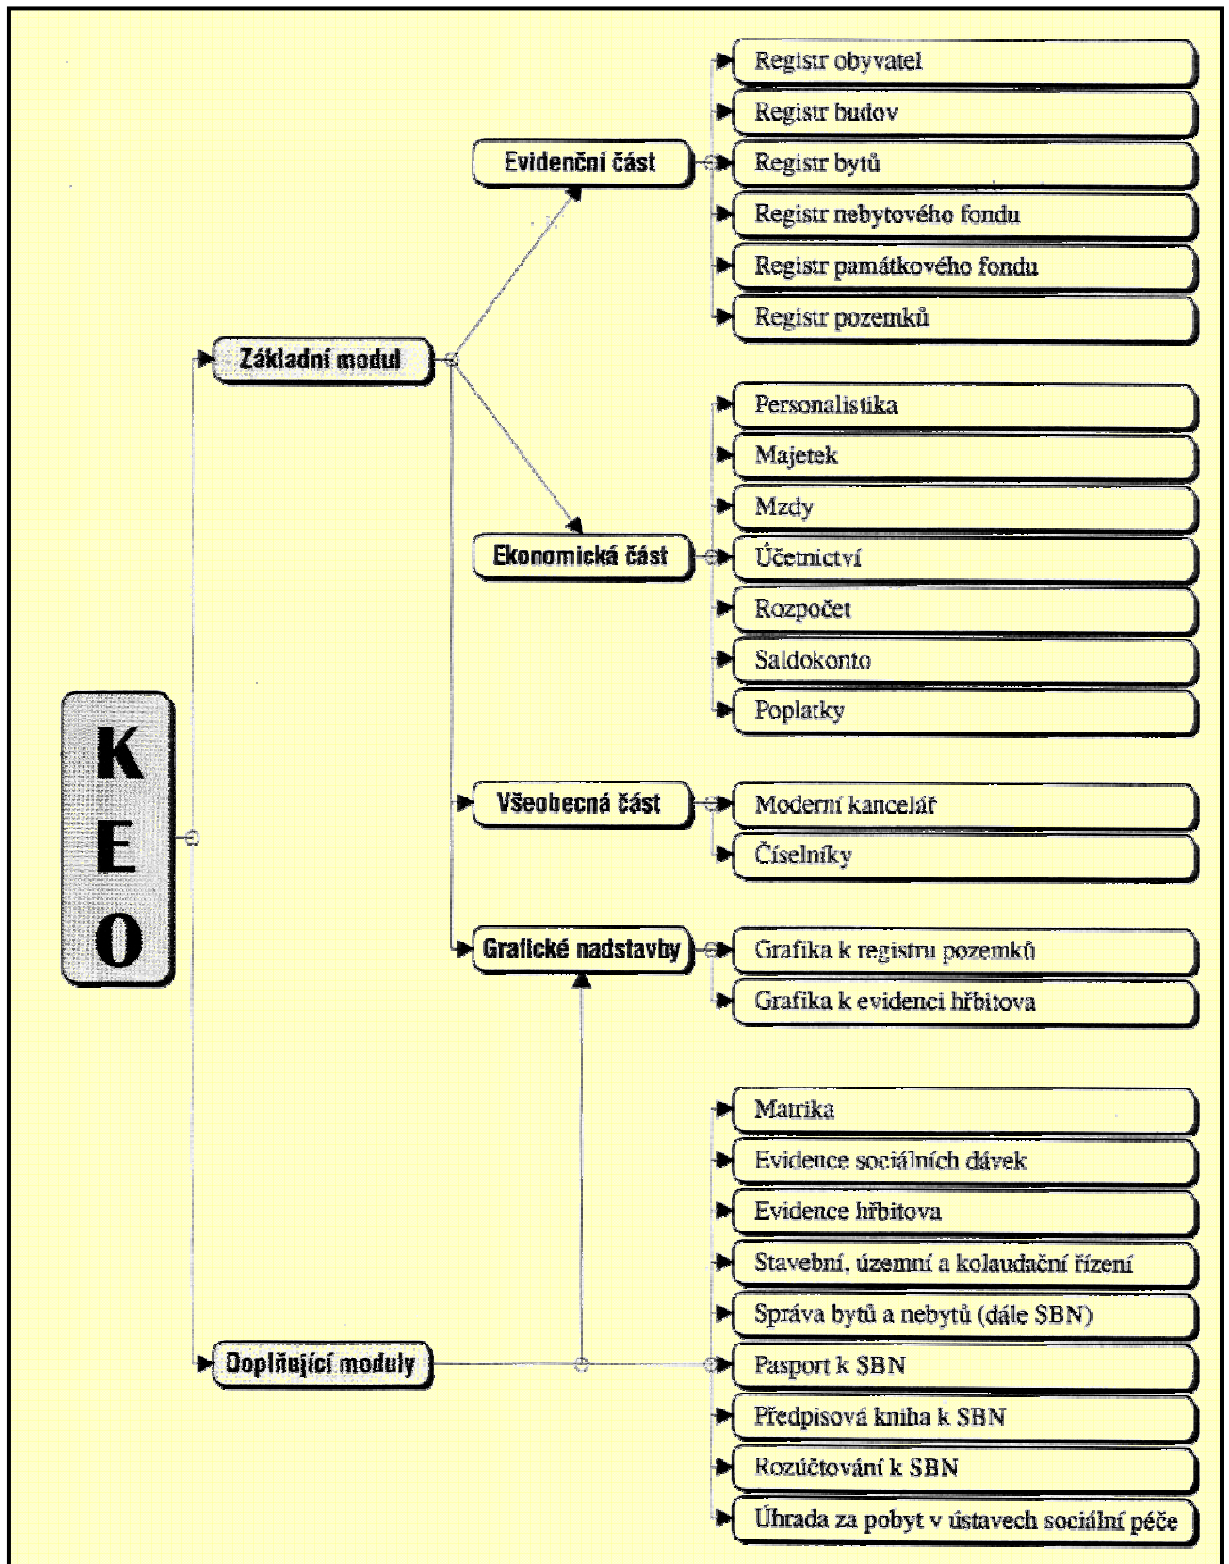 KEO
Základní modul
Evidenční část
Registr obyvatel
Registr budov
Registr bytů
Registr nebytového fondu
Registr památkového fondu
Registr pozemků
Ekonomická část
Personalistika
Majetek
Mzdy
Účetnictví
Rozpočet
Saldokonto
Poplatky
Všeobecná část
Moderní kancelář
Číselníky
Grafické nadstavby
Grafika k registru pozemků
Grafika k evidenci hřbitova
Doplňující moduly
Matrika
Evidence sociálních dávek
Evidence hřbitova
Stavební, územní a kolaudační řízení
Správa bytů a nebytů (dále SBN)
Pasport k SBN
Předpisová kniha k SBN
Rozúčtování k SBN
Úhrada za pobyt v ústavech sociální péče